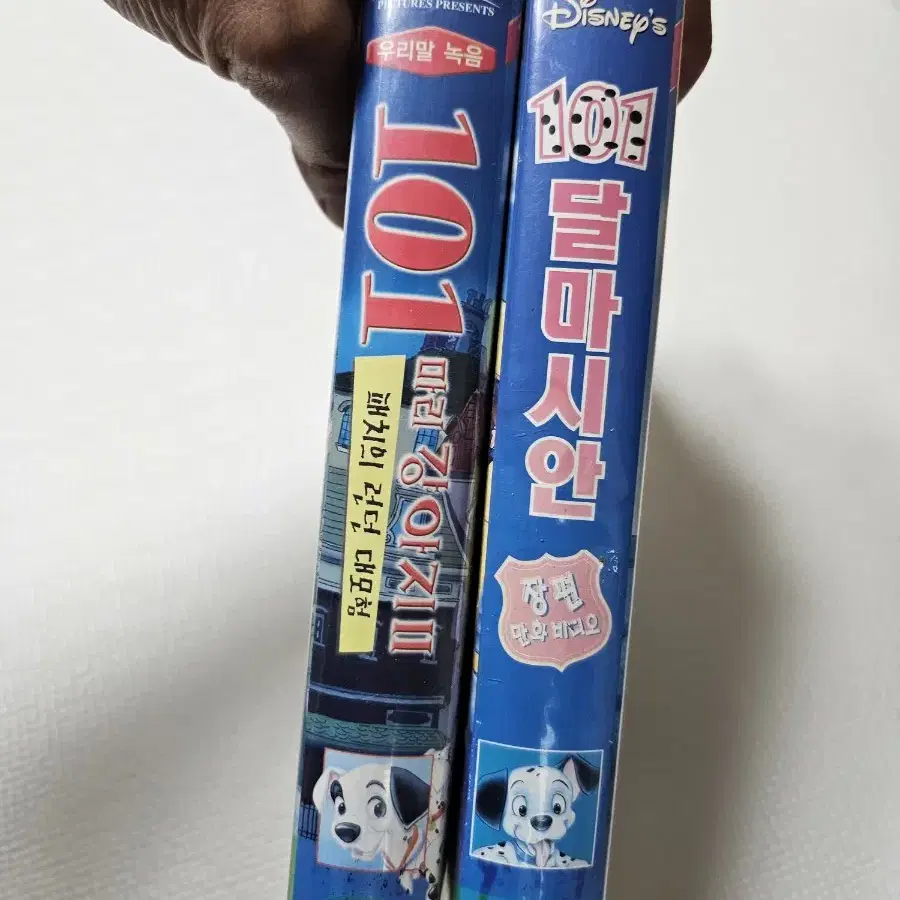 PICTURES PRESENTS
우리말 녹음
101
마리 강아지II
패치의 런던 대모험
DISNEY'S
101
달마시안
장편
만화 비디오